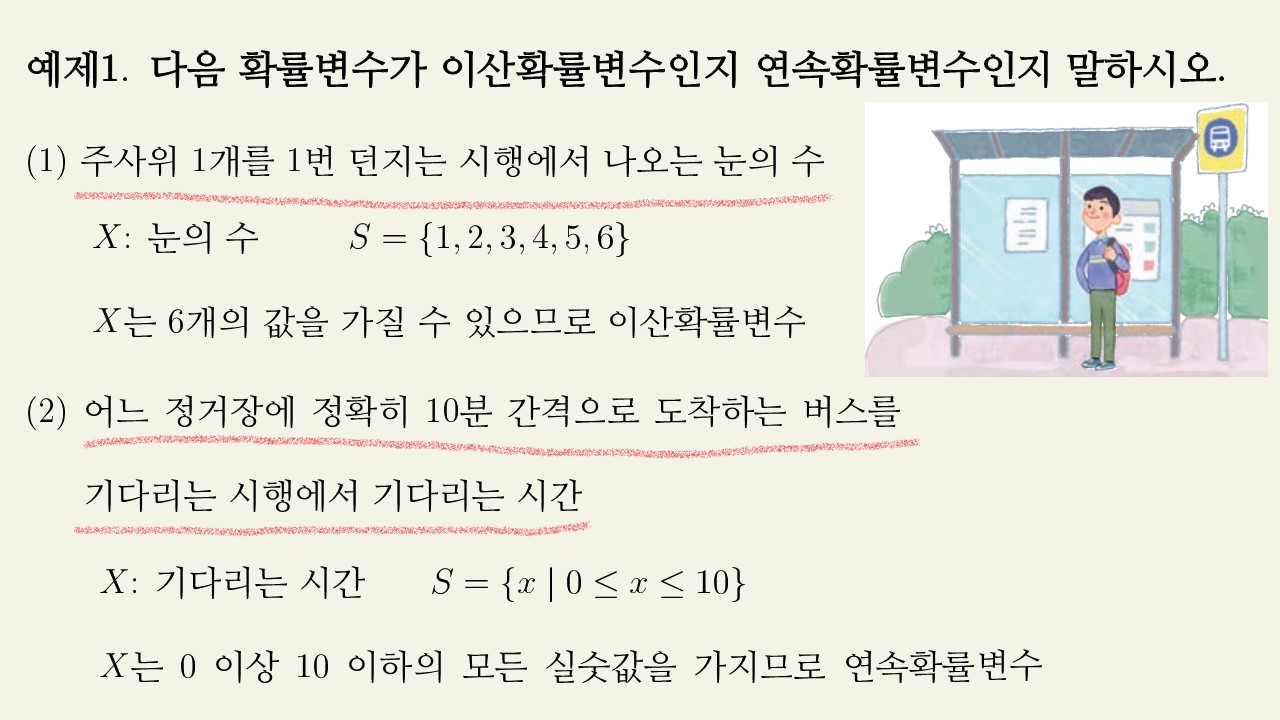 예제1. 다음 확률변수가 이산확률변수인지 연속확률변수인지 말하시오.
(1) 주사위 1개를 1번 던지는 시행에서 나오는 눈의 수
X: 눈의 수 S = {1, 2, 3, 4, 5, 6}
X는 6개의 값을 가질 수 있으므로 이산확률변수
(2) 어느 정거장에 정확히 10분 간격으로 도착하는 버스를
기다리는 시행에서 기다리는 시간
X: 기다리는 시간 S = {x | 0 ≤ x ≤ 10}
X는 0 이상 10 이하의 모든 실숫값을 가지므로 연속확률변수